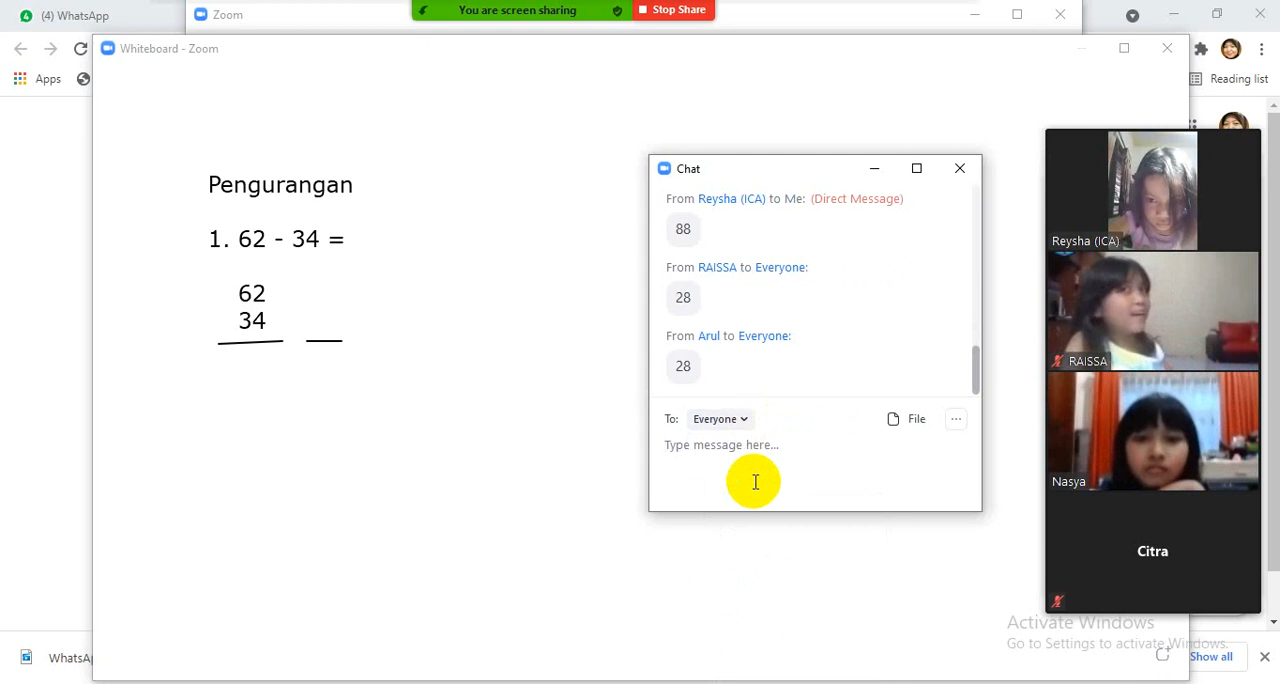 (4) WhatsApp
Zoom
You are screen sharing
Stop Share
Whiteboard - Zoom
Apps
Reading list
Pengurangan
1. 62 - 34 =
62
34
Chat
From Reysha (ICA) to Me: (Direct Message)
88
From RAISSA to Everyone:
28
From Arul to Everyone:
28
To: Everyone
File
Type message here...
Reysha (ICA)
RAISSA
Nasya
Citra
Activate Windows
Go to Settings to activate Windows.
WhatsAp
Show all